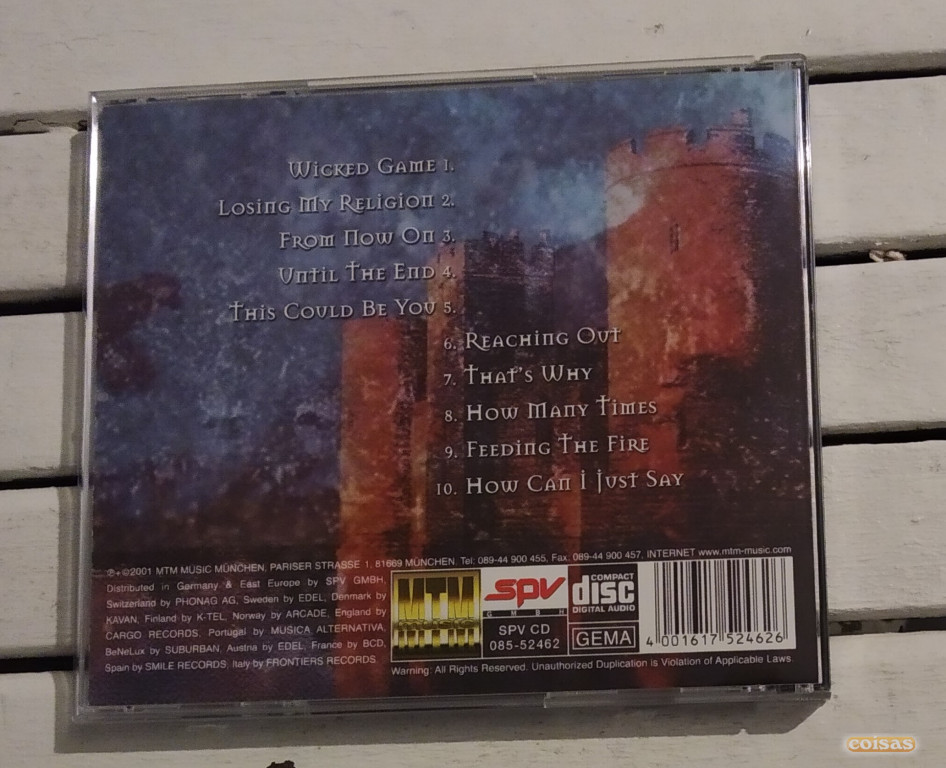 Wicked Game 1.
Losing My Religion 2.
From Now On 3.
Until The End 4.
This Could Be You 5.
6. Reaching Out
7. That's Why
8. How Many Times
9. Feeding The Fire
10. How Can I Just Say
℗+©2001 MTM MUSIC MÜNCHEN, PARISER STRASSE 1, 81669 MÜNCHEN. Tel: 089-44 900 455, Fax: 089-44 900 457, INTERNET www.mtm-music.com
Distributed in Germany & East Europe by SPV GMBH,
Switzerland by PHONAG AG, Sweden by EDEL, Denmark by
KAVAN, Finland by K-TEL, Norway by ARCADE, England by
CARGO RECORDS. Portugal by MUSICA ALTERNATIVA,
BeNeLux by SUBURBAN, Austria by EDEL, France by BCD,
Spain by SMILE RECORDS, Italy by FRONTIERS RECORDS.
MTM
SPV
GMBH
SPV CD
085-52462
COMPACT
disc
DIGITAL AUDIO
GEMA
4 001617 524626
Warning: All Rights Reserved. Unauthorized Duplication is Violation of Applicable Laws.
coisas